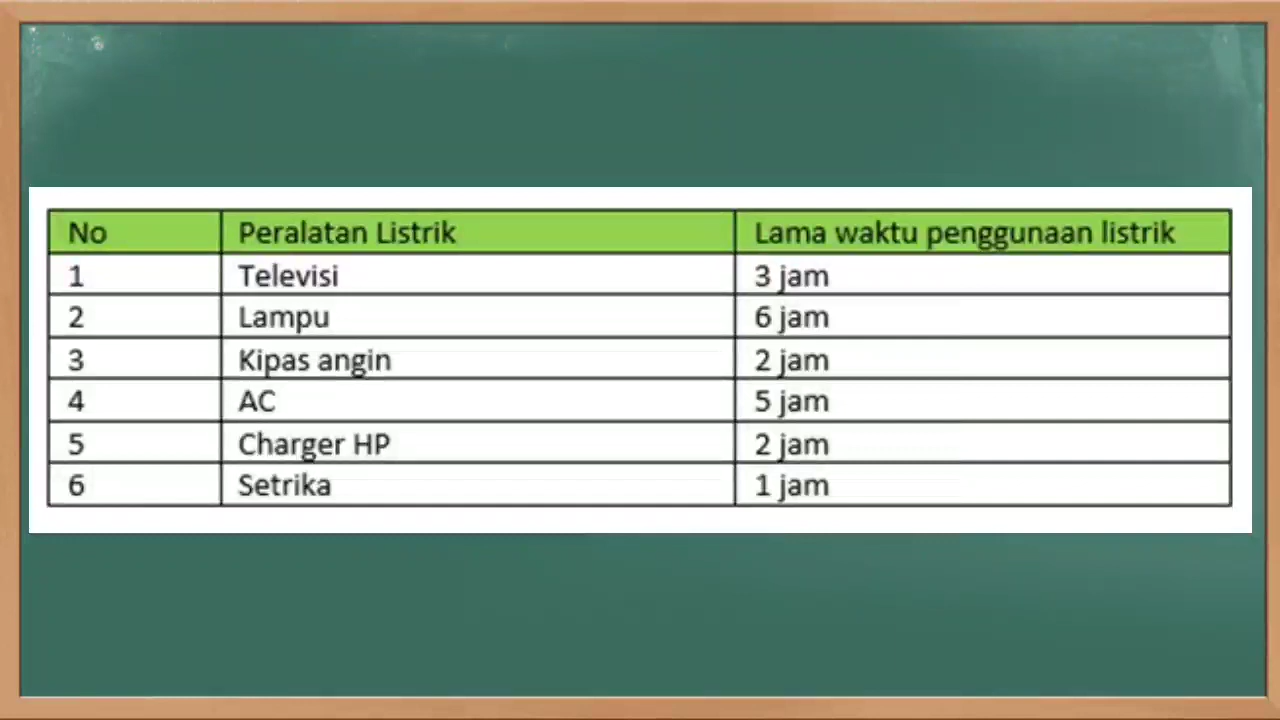 No Peralatan Listrik Lama waktu penggunaan listrik
1 Televisi 3 jam
2 Lampu 6 jam
3 Kipas angin 2 jam
4 AC 5 jam
5 Charger HP 2 jam
6 Setrika 1 jam